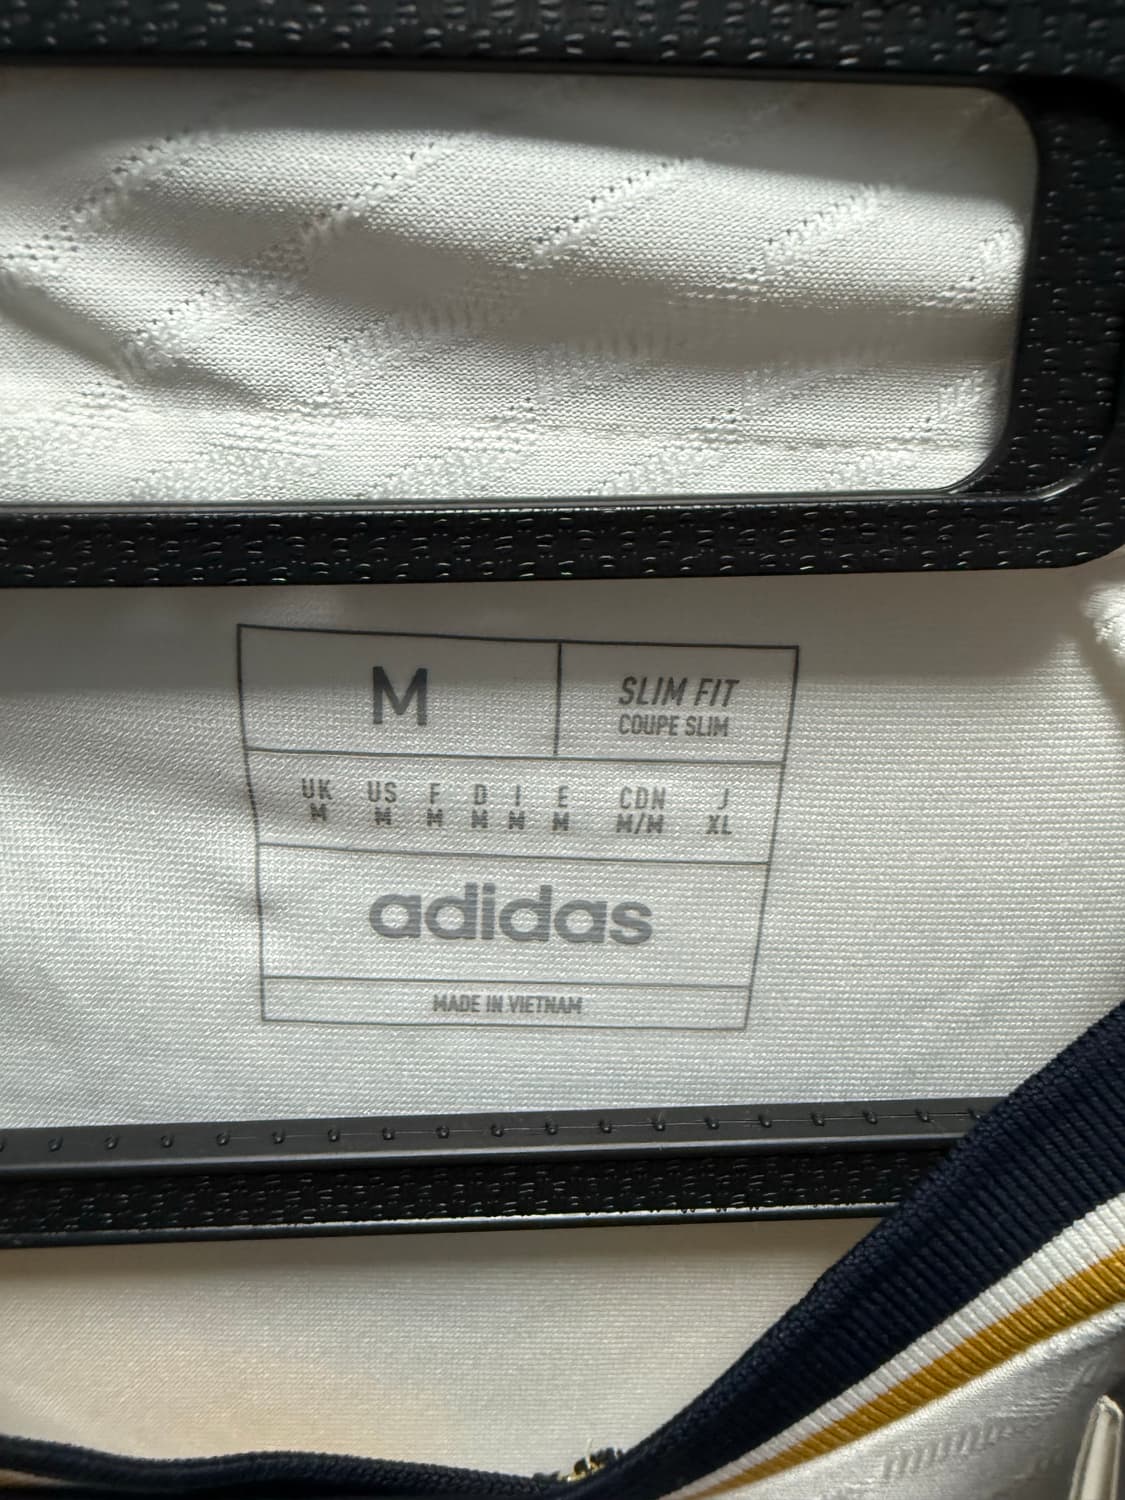 M
SLIM FIT
COUPE SLIM
UK US F D I E CDN J
M M M M M M M/M XL
adidas
MADE IN VIETNAM